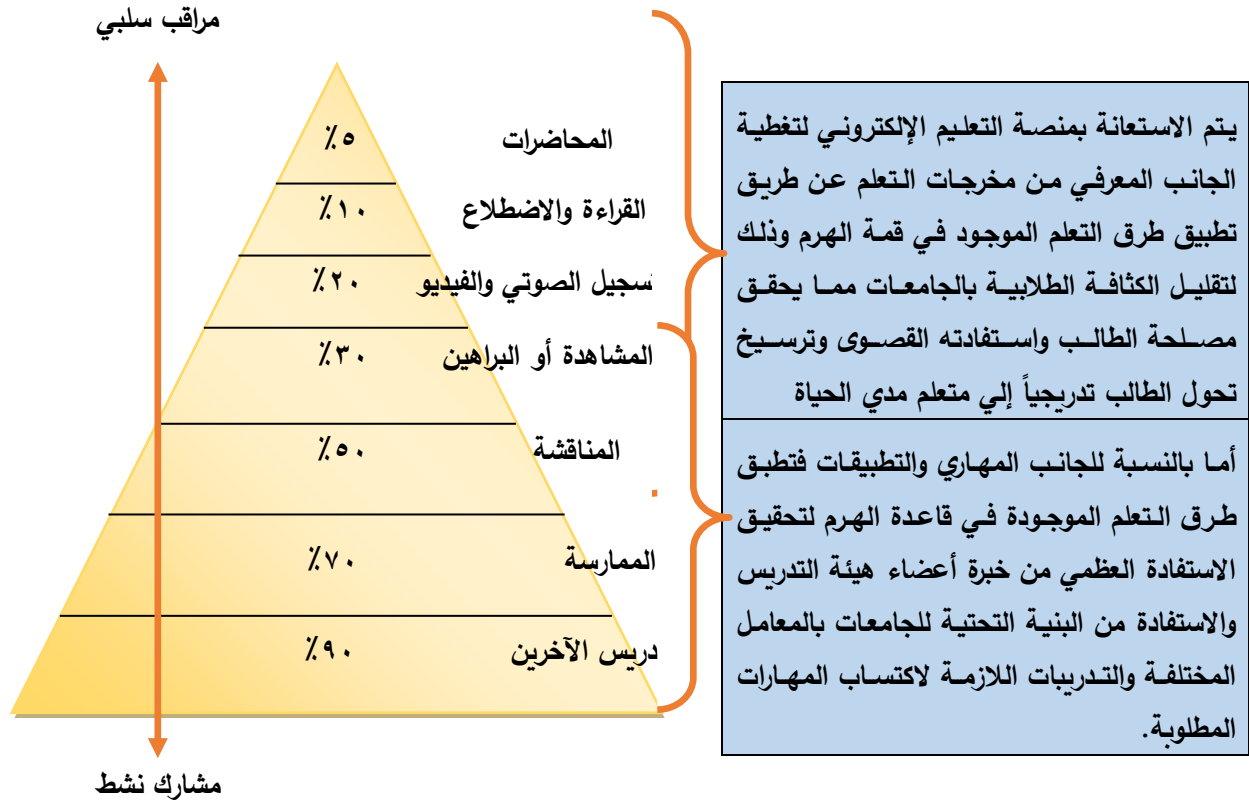 مراقب سلبي
٥٪ المحاضرات
١٠٪ القراءة والاضطلاع
٢٠٪ سجيل الصوتي والفيديو
٣٠٪ المشاهدة أو البراهين
٥٠٪ المناقشة
٧٠٪ الممارسة
٩٠٪ دريس الآخرين
مشارك نشط
يتم الاستعانة بمنصة التعليم الإلكتروني لتغطية
الجانب المعرفي من مخرجات التعلم عن طريق
تطبيق طرق التعلم الموجود في قمة الهرم وذلك
لتقليل الكثافة الطلابية بالجامعات مما يحقق
مصلحة الطالب واستفادته القصوى وترسيخ
تحول الطالب تدريجياً إلي متعلم مدي الحياة
أما بالنسبة للجانب المهاري والتطبيقات فتطبق
طرق التعلم الموجودة في قاعدة الهرم لتحقيق
الاستفادة العظمي من خبرة أعضاء هيئة التدريس
والاستفادة من البنية التحتية للجامعات بالمعامل
المختلفة والتدريبات اللازمة لاكتساب المهارات
المطلوبة.